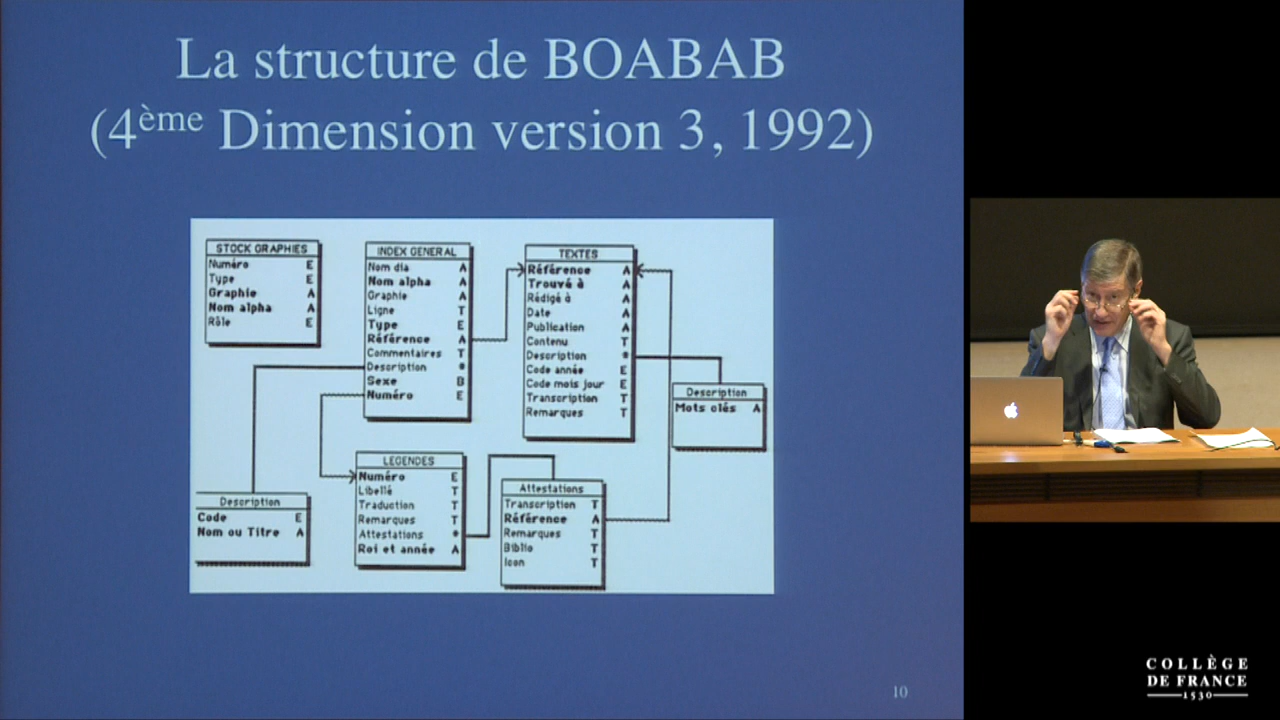 La structure de BOABAB
(4ème Dimension version 3, 1992)
STOCK GRAPHIES
Numéro E
Type E
Graphie A
Nom alpha A
Rôle E
INDEX GENERAL
Nom dia A
Nom alpha A
Graphie A
Ligne T
Type E
Référence A
Commentaires T
Description *
Sexe B
Numéro E
TEXTES
Référence A
Trouvé à A
Rédigé à A
Date A
Publication A
Contenu T
Description *
Code année E
Code mois jour E
Transcription T
Remarques T
Description
Mots clés A
Description
Code E
Nom ou Titre A
LEGENDES
Numéro E
Libellé T
Traduction T
Remarques T
Attestations *
Roi et année A
Attestations
Transcription T
Référence A
Remarques T
Biblio T
Icon T
10
COLLÈGE
DE FRANCE
1530